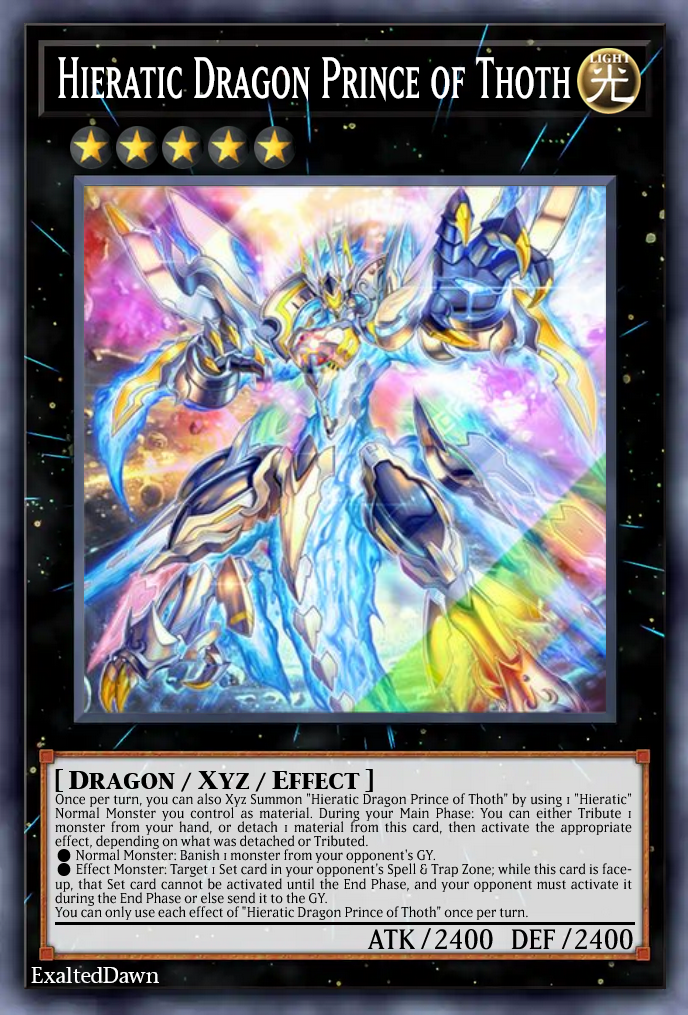 Hieratic Dragon Prince of Thoth
LIGHT
光
[ Dragon / Xyz / Effect ]
Once per turn, you can also Xyz Summon "Hieratic Dragon Prince of Thoth" by using 1 "Hieratic"
Normal Monster you control as material. During your Main Phase: You can either Tribute 1
monster from your hand, or detach 1 material from this card, then activate the appropriate
effect, depending on what was detached or Tributed.
● Normal Monster: Banish 1 monster from your opponent's GY.
● Effect Monster: Target 1 Set card in your opponent's Spell & Trap Zone; while this card is face-
up, that Set card cannot be activated until the End Phase, and your opponent must activate it
during the End Phase or else send it to the GY.
You can only use each effect of "Hieratic Dragon Prince of Thoth" once per turn.
ATK/2400 DEF/2400
ExaltedDawn